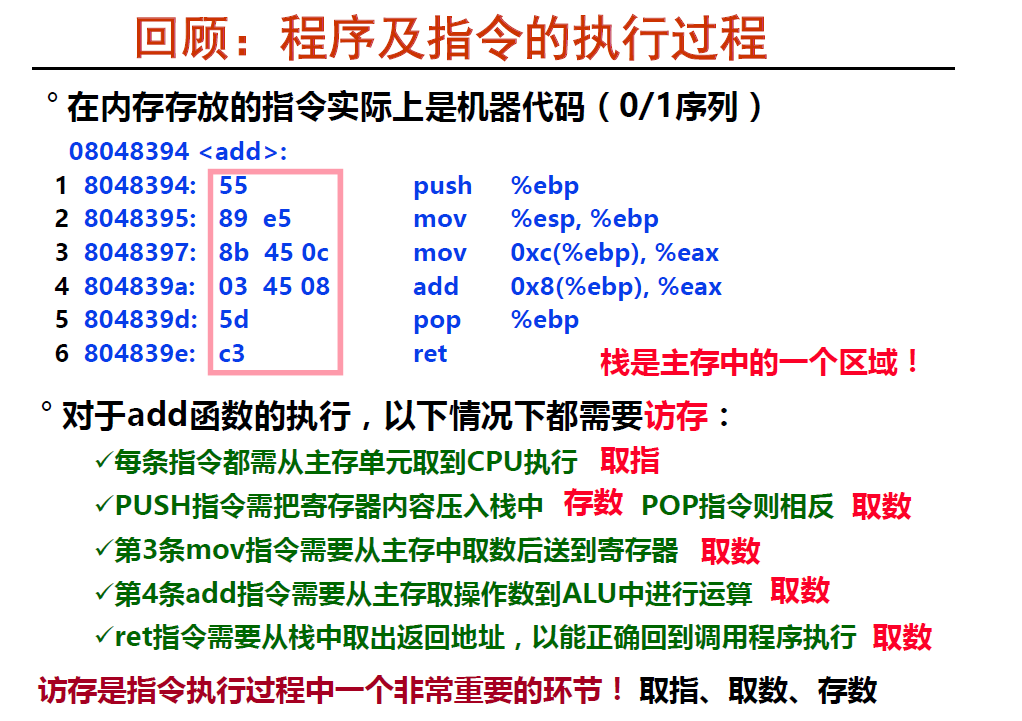 回顾：程序及指令的执行过程
° 在内存存放的指令实际上是机器代码（0/1序列）
08048394 <add>:
1 8048394: 55 push %ebp
2 8048395: 89 e5 mov %esp, %ebp
3 8048397: 8b 45 0c mov 0xc(%ebp), %eax
4 804839a: 03 45 08 add 0x8(%ebp), %eax
5 804839d: 5d pop %ebp
6 804839e: c3 ret
栈是主存中的一个区域！
° 对于add函数的执行，以下情况下都需要访存：
✓每条指令都需从主存单元取到CPU执行 取指
✓PUSH指令需把寄存器内容压入栈中 存数 POP指令则相反 取数
✓第3条mov指令需要从主存中取数后送到寄存器 取数
✓第4条add指令需要从主存取操作数到ALU中进行运算 取数
✓ret指令需要从栈中取出返回地址，以能正确回到调用程序执行 取数
访存是指令执行过程中一个非常重要的环节！ 取指、取数、存数